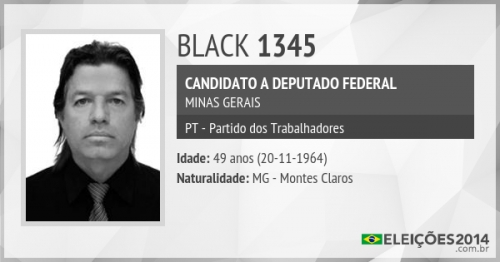 BLACK 1345
CANDIDATO A DEPUTADO FEDERAL
MINAS GERAIS
PT - Partido dos Trabalhadores
Idade: 49 anos (20-11-1964)
Naturalidade: MG - Montes Claros
ELEIÇÕES2014
.com.br